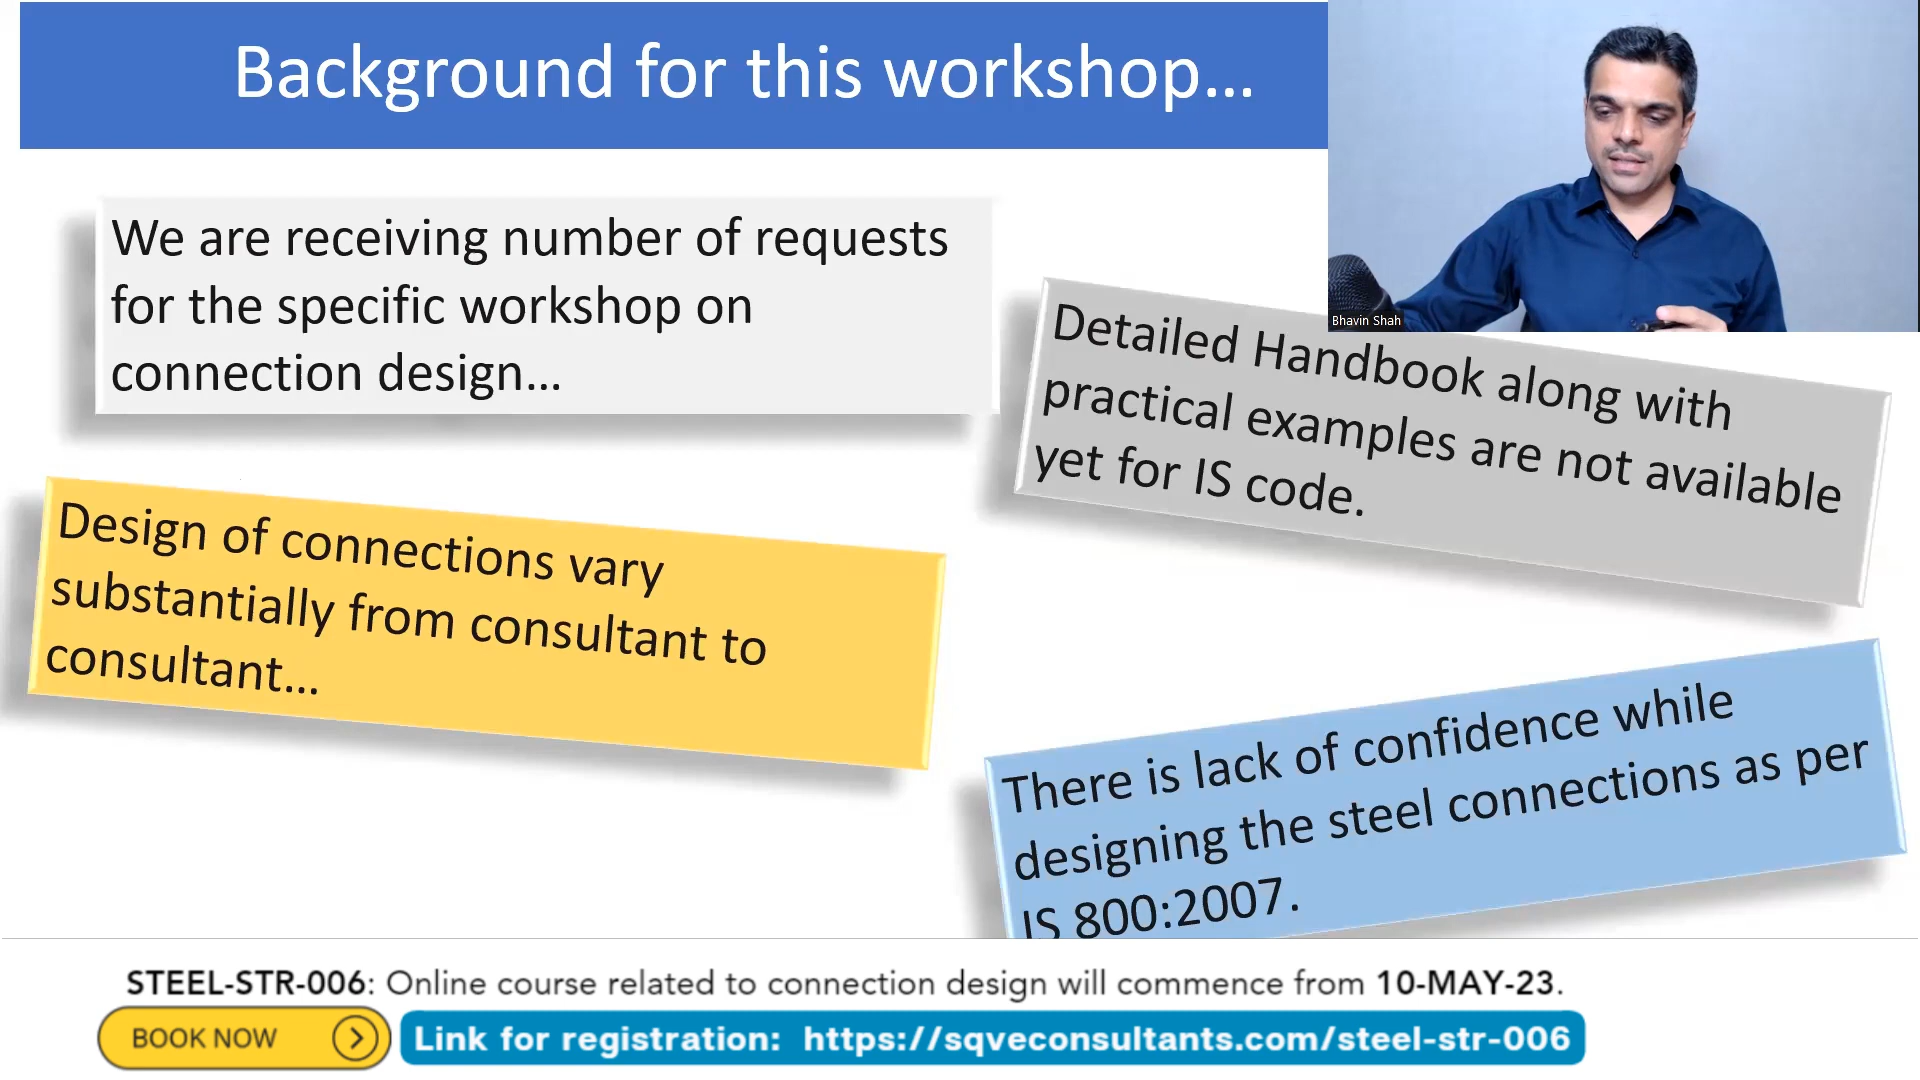 Background for this workshop...
We are receiving number of requests
for the specific workshop on
connection design...
Bhavin Shah
Detailed Handbook along with
practical examples are not available
yet for IS code.
Design of connections vary
substantially from consultant to
consultant...
There is lack of confidence while
designing the steel connections as per
IS 800:2007.
STEEL-STR-006: Online course related to connection design will commence from 10-MAY-23.
BOOK NOW
Link for registration: https://sqveconsultants.com/steel-str-006